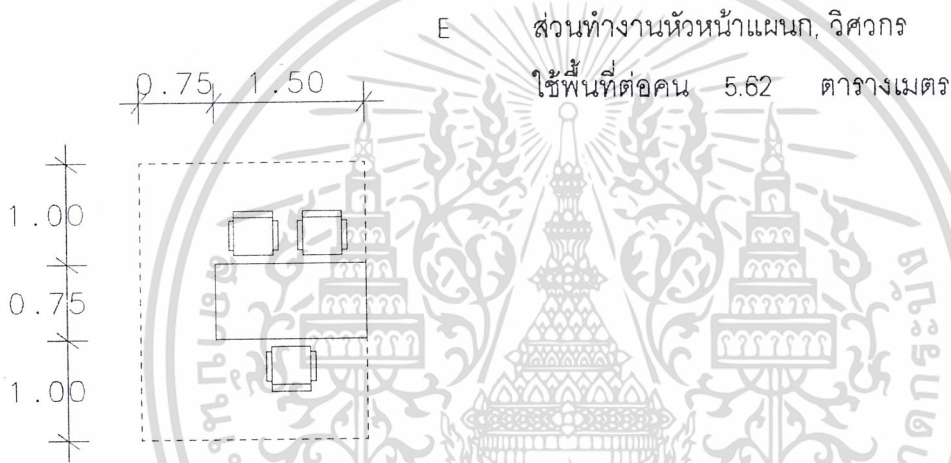 E ส่วนทำงานหัวหน้าแผนก, วิศวกร
ใช้พื้นที่ต่อคน 5.62 ตารางเมตร
0.75 1.50
1.00
0.75
1.00